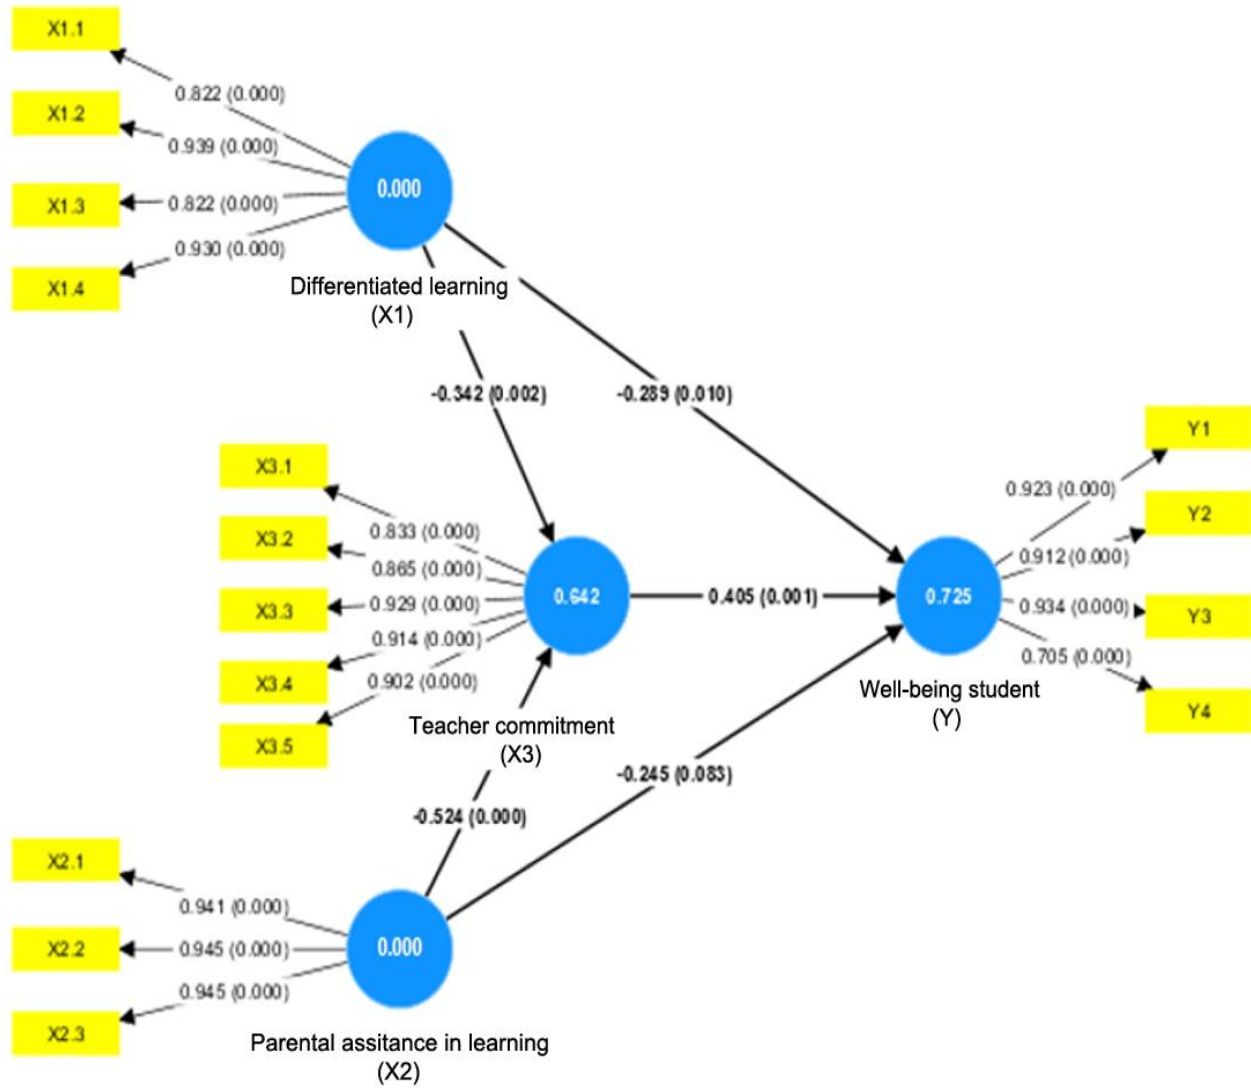 X1.1
0.822 (0.000)
X1.2
0.939 (0.000)
X1.3
0.822 (0.000)
0.930 (0.000)
X1.4
0.000
Differentiated learning
(X1)
-0.342 (0.002)
-0.289 (0.010)
X3.1
0.833 (0.000)
X3.2
0.865 (0.000)
X3.3
0.929 (0.000)
0.914 (0.000)
X3.4
0.902 (0.000)
X3.5
0.642
Teacher commitment
(X3)
0.405 (0.001)
0.725
Well-being student
(Y)
Y1
0.923 (0.000)
Y2
0.912 (0.000)
0.934 (0.000)
Y3
0.705 (0.000)
Y4
-0.245 (0.083)
-0.524 (0.000)
X2.1
0.941 (0.000)
X2.2
0.945 (0.000)
0.945 (0.000)
X2.3
0.000
Parental assitance in learning
(X2)